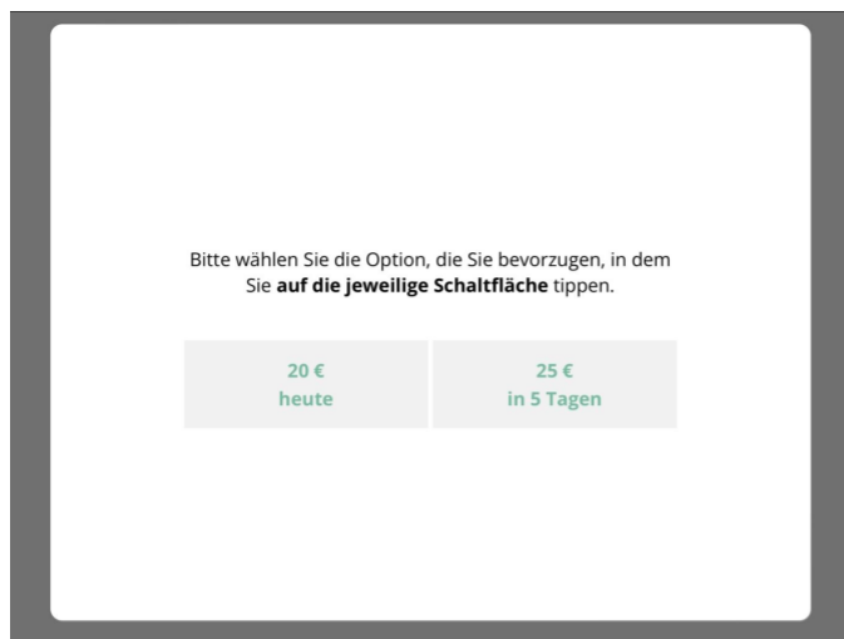 Bitte wählen Sie die Option, die Sie bevorzugen, in dem
Sie auf die jeweilige Schaltfläche tippen.
20 €
heute
25 €
in 5 Tagen